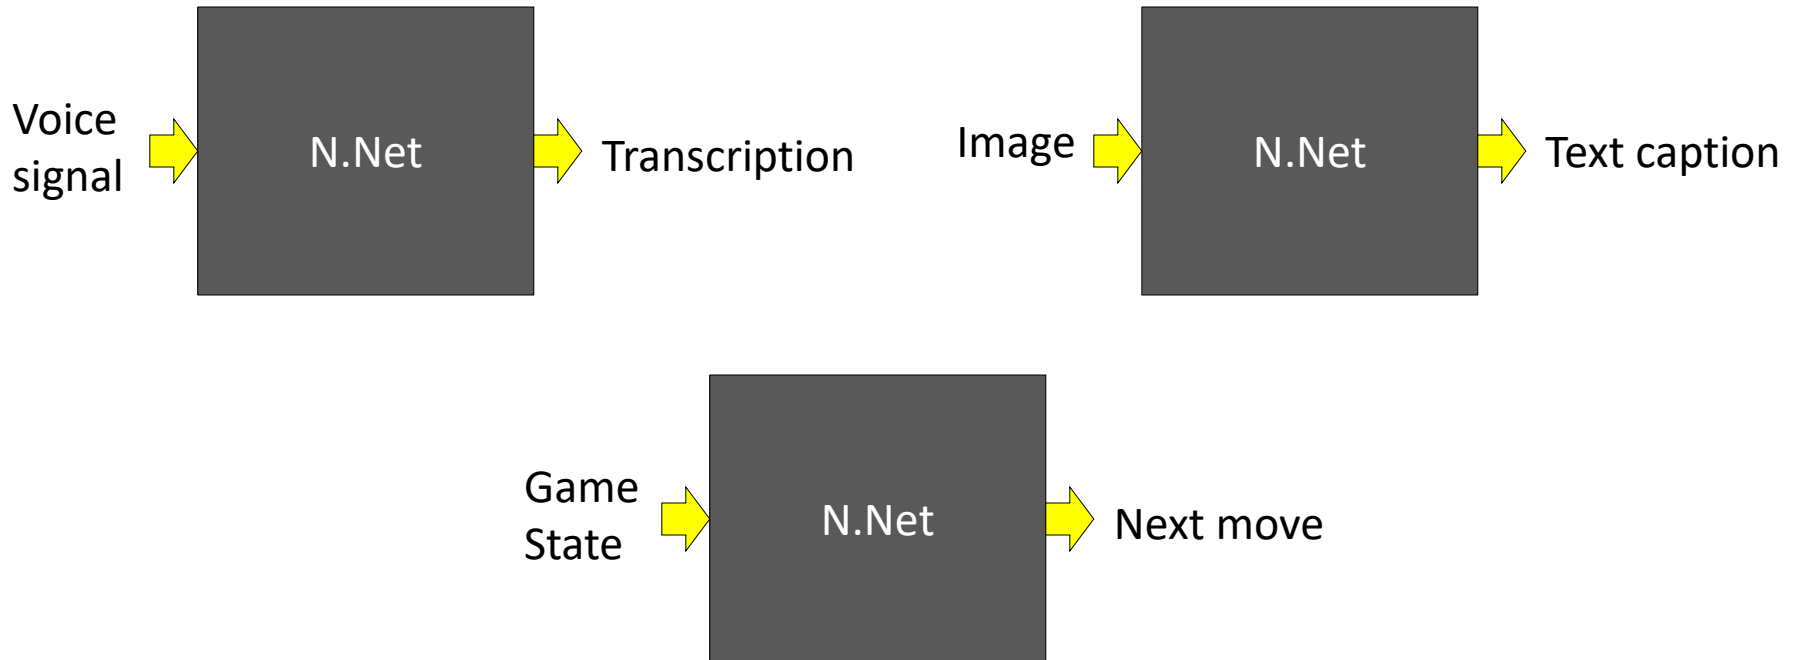 Voice
signal
N.Net
Transcription
Image
N.Net
Text caption
Game
State
N.Net
Next move